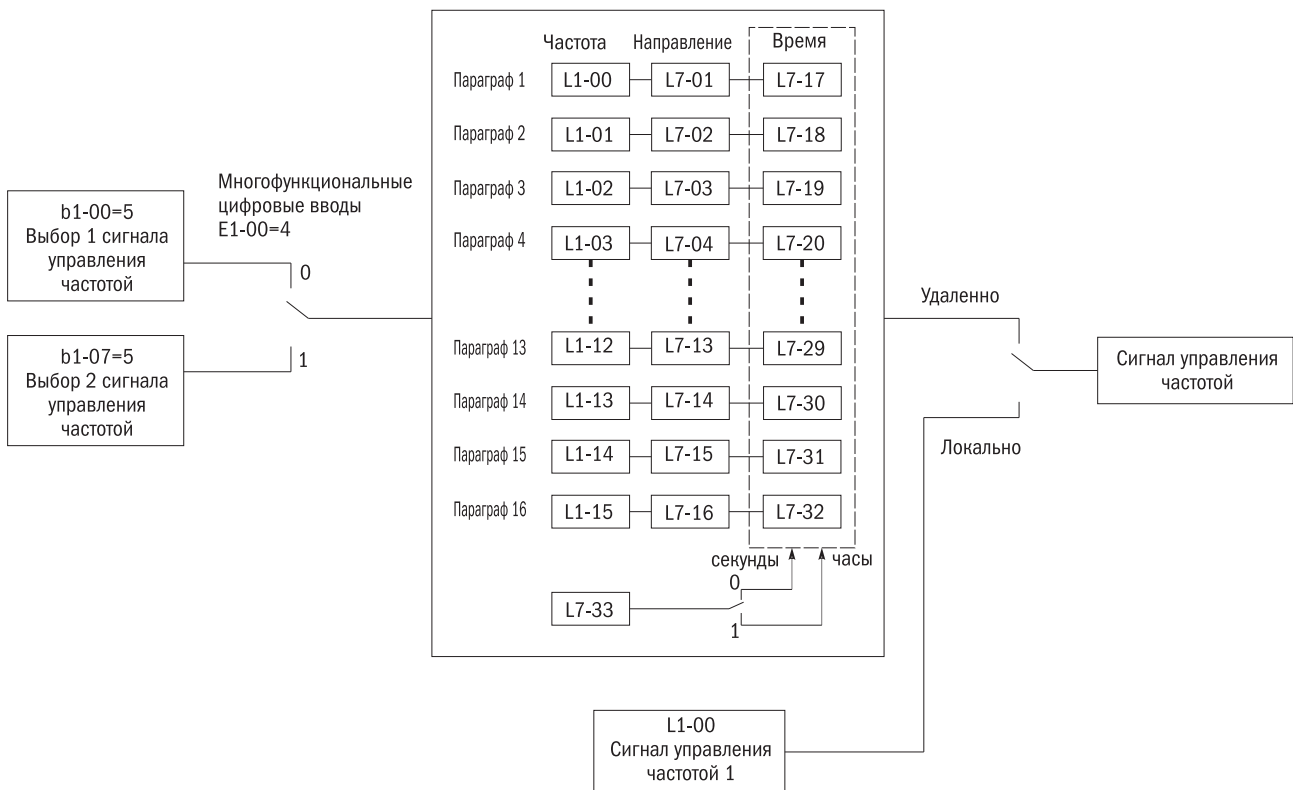 Частота Направление Время
Параграф 1 L1-00 L7-01 L7-17
Параграф 2 L1-01 L7-02 L7-18
Параграф 3 L1-02 L7-03 L7-19
Параграф 4 L1-03 L7-04 L7-20
Параграф 13 L1-12 L7-13 L7-29
Параграф 14 L1-13 L7-14 L7-30
Параграф 15 L1-14 L7-15 L7-31
Параграф 16 L1-15 L7-16 L7-32
секунды часы
0
L7-33
1
b1-00=5
Выбор 1 сигнала
управления
частотой
Многофункциональные
цифровые вводы
E1-00=4
0
1
b1-07=5
Выбор 2 сигнала
управления
частотой
Удаленно
Локально
Сигнал управления
частотой
L1-00
Сигнал управления
частотой 1